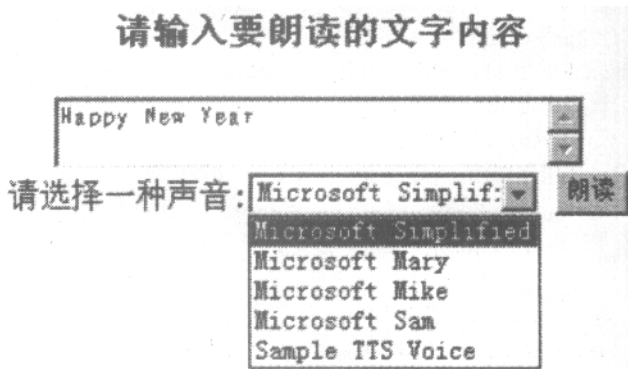 请输入要朗读的文字内容
Happy New Year
请选择一种声音: Microsoft Simplif: 朗读
Microsoft Simplified
Microsoft Mary
Microsoft Mike
Microsoft Sam
Sample TTS Voice